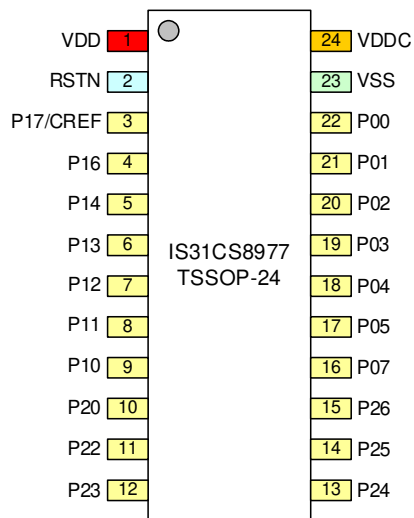 VDD 1 24 VDDC
RSTN 2 23 VSS
P17/CREF 3 22 P00
P16 4 21 P01
P14 5 20 P02
P13 6 19 P03
IS31CS8977
TSSOP-24
P12 7 18 P04
P11 8 17 P05
P10 9 16 P07
P20 10 15 P26
P22 11 14 P25
P23 12 13 P24